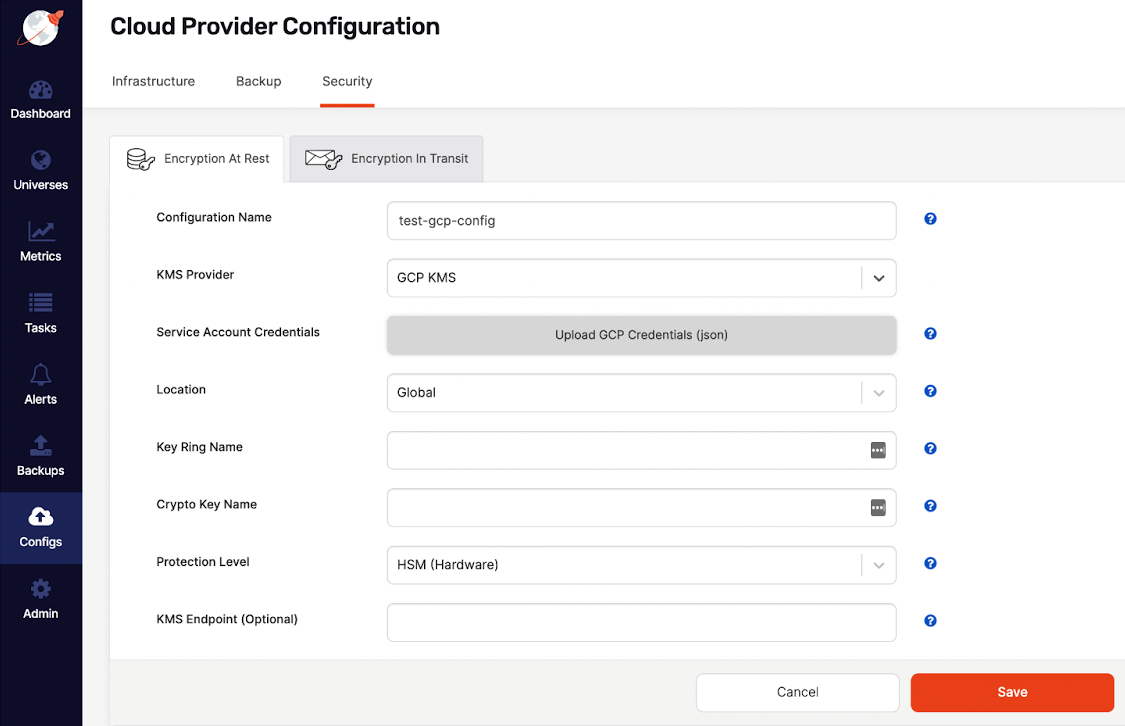 Cloud Provider Configuration
Infrastructure
Backup
Security
Dashboard
Universes
Metrics
Tasks
Alerts
Backups
Configs
Admin
Encryption At Rest
Encryption In Transit
Configuration Name
test-gcp-config
KMS Provider
GCP KMS
Service Account Credentials
Upload GCP Credentials (json)
Location
Global
Key Ring Name
Crypto Key Name
Protection Level
HSM (Hardware)
KMS Endpoint (Optional)
Cancel
Save